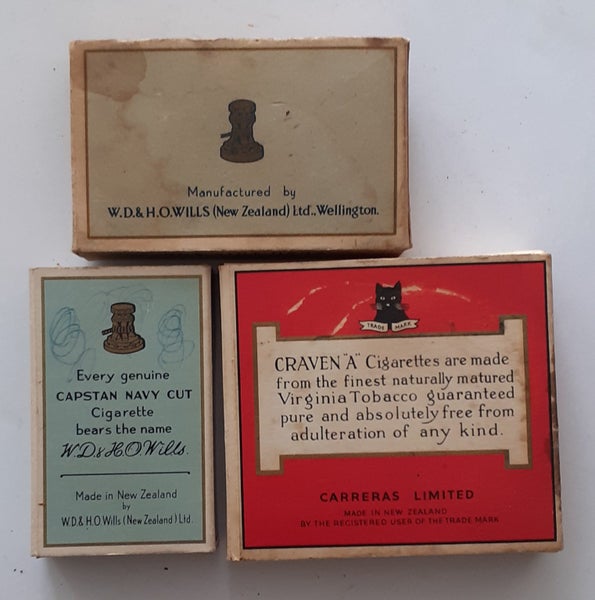 Manufactured by
W.D.& H.O.WILLS (New Zealand) Ltd., Wellington.
Every genuine
CAPSTAN NAVY CUT
Cigarette
bears the name
W.D.& H.O.Wills.
Made in New Zealand
by
W.D.& H.O Wills (New Zealand) Ltd.
TRADE MARK
CRAVEN "A" Cigarettes are made
from the finest naturally matured
Virginia Tobacco guaranteed
pure and absolutely free from
adulteration of any kind.
CARRERAS LIMITED
MADE IN NEW ZEALAND
BY THE REGISTERED USER OF THE TRADE MARK